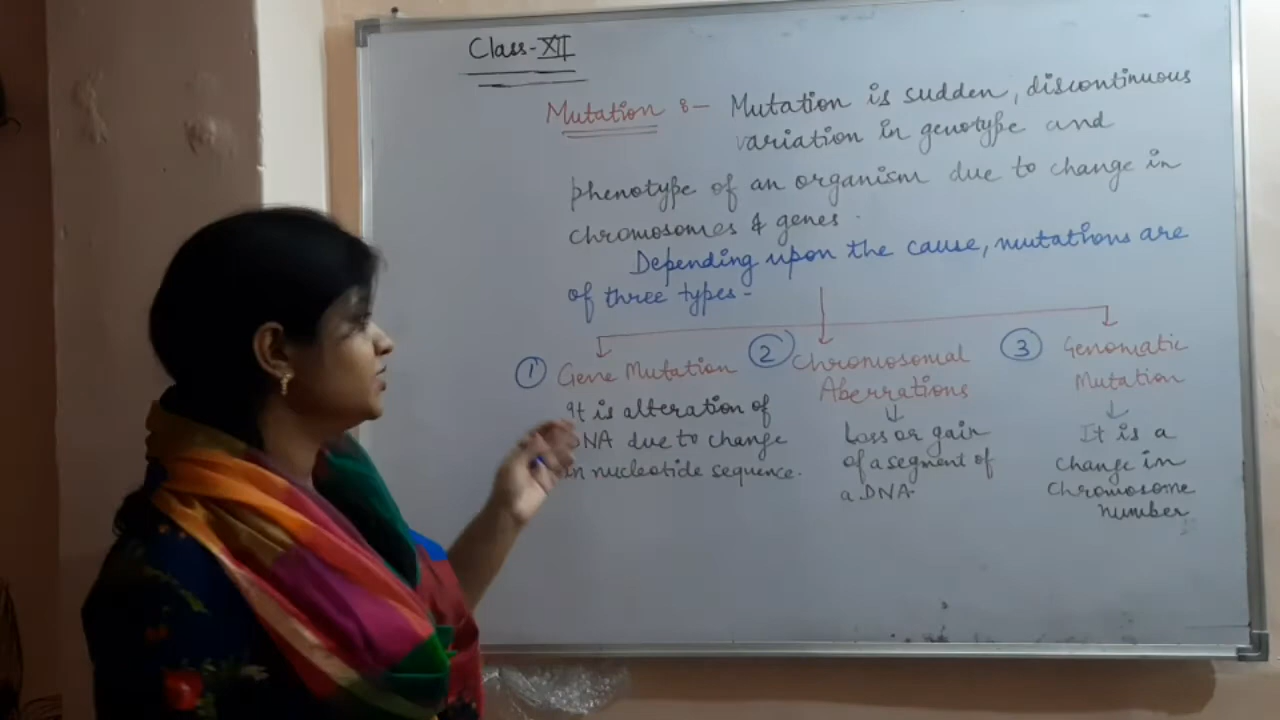 Class-XII
Mutation :- Mutation is sudden, discontinuous
variation in genotype and
phenotype of an organism due to change in
chromosomes & genes.
Depending upon the cause, mutations are
of three types-
① Gene Mutation
It is alteration of
DNA due to change
in nucleotide sequence.
② Chromosomal
Aberrations
↓
Loss or gain
of a segment of
a DNA.
③ Genomatic
Mutation
↓
It is a
change in
chromosome
number